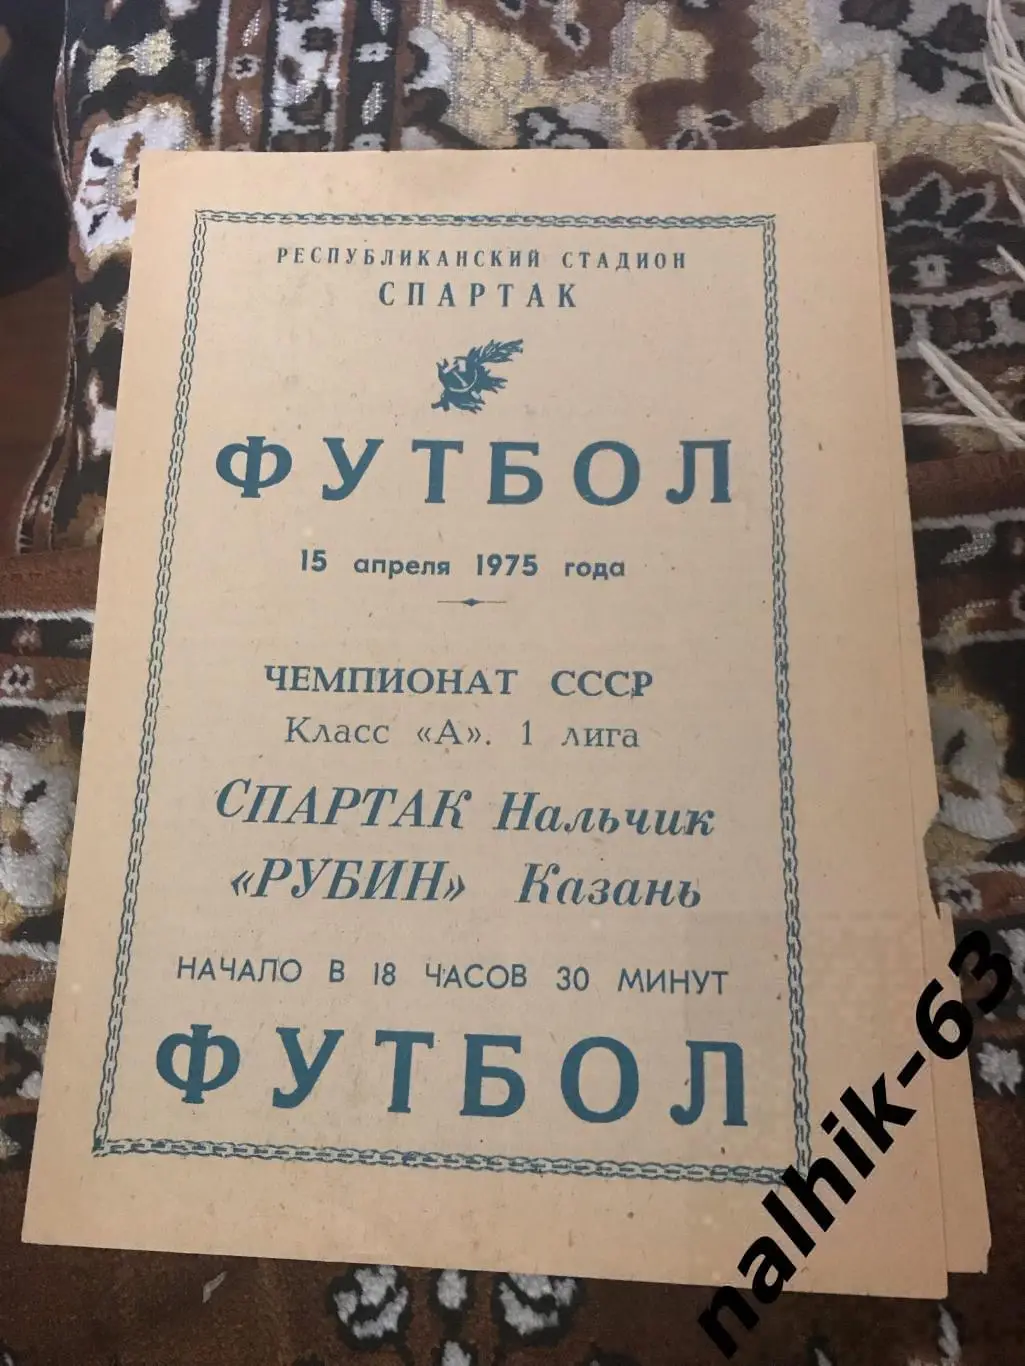 РЕСПУБЛИКАНСКИЙ СТАДИОН
СПАРТАК
ФУТБОЛ
15 апреля 1975 года
ЧЕМПИОНАТ СССР
Класс «А». 1 лига
СПАРТАК Нальчик
«РУБИН» Казань
НАЧАЛО В 18 ЧАСОВ 30 МИНУТ
ФУТБОЛ
nalhik-63